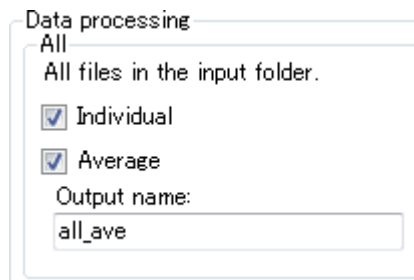 Data processing
All
All files in the input folder.
Individual
Average
Output name:
all_ave